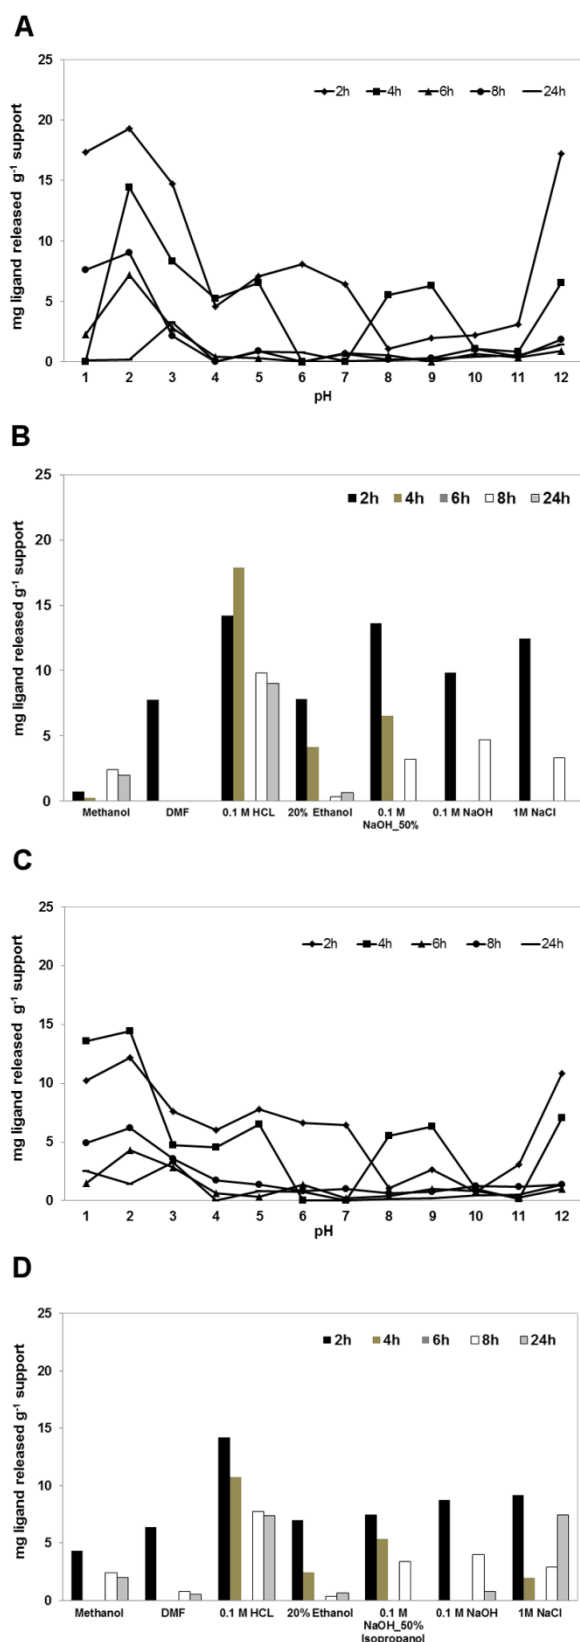 A
mg ligand released g⁻¹ support
25
20
15
10
5
0
2h 4h 6h 8h 24h
1 2 3 4 5 6 7 8 9 10 11 12
pH
B
mg ligand released g⁻¹ support
25
20
15
10
5
0
2h 4h 6h 8h 24h
Methanol DMF 0.1 M HCL 20% Ethanol 0.1 M 0.1 M NaOH 1M NaCl
NaOH_50%
C
mg ligand released g⁻¹ support
25
20
15
10
5
0
2h 4h 6h 8h 24h
1 2 3 4 5 6 7 8 9 10 11 12
pH
D
mg ligand released g⁻¹ support
25
20
15
10
5
0
2h 4h 6h 8h 24h
Methanol DMF 0.1 M HCL 20% Ethanol 0.1 M 0.1 M NaOH 1M NaCl
NaOH_50%
Isopropanol